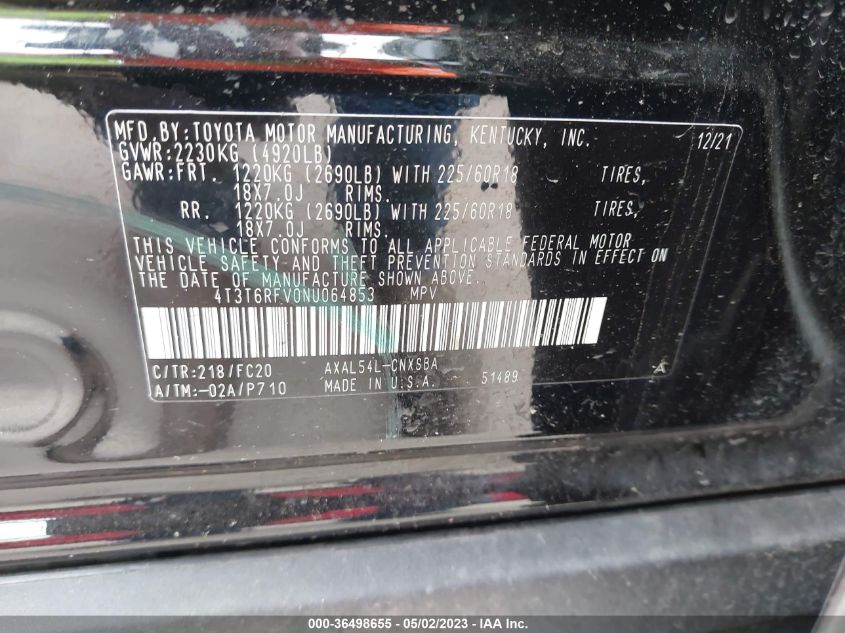 MFD.BY:TOYOTA MOTOR MANUFACTURING, KENTUCKY, INC. 12/21
GVWR:2230KG (4920LB)
GAWR:FRT. 1220KG (2690LB) WITH 225/60R18 TIRES,
18X7.0J RIMS.
RR. 1220KG (2690LB) WITH 225/60R18 TIRES,
18X7.0J RIMS.
THIS VEHICLE CONFORMS TO ALL APPLICABLE FEDERAL MOTOR
VEHICLE SAFETY AND THEFT PREVENTION STANDARDS IN EFFECT ON
THE DATE OF MANUFACTURE SHOWN ABOVE.
4T3T6RFV0NU064853 MPV
C/TR:218/FC20 AXAL54L-CNXSBA
A/TM:-02A/P710 MADE IN U.S.A. 51489 A
000-36498655 - 05/02/2023 - IAAI.COM